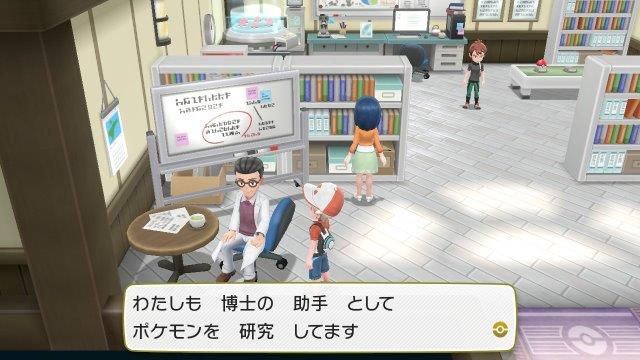 わたしも 博士の 助手 として
ポケモンを 研究 してます